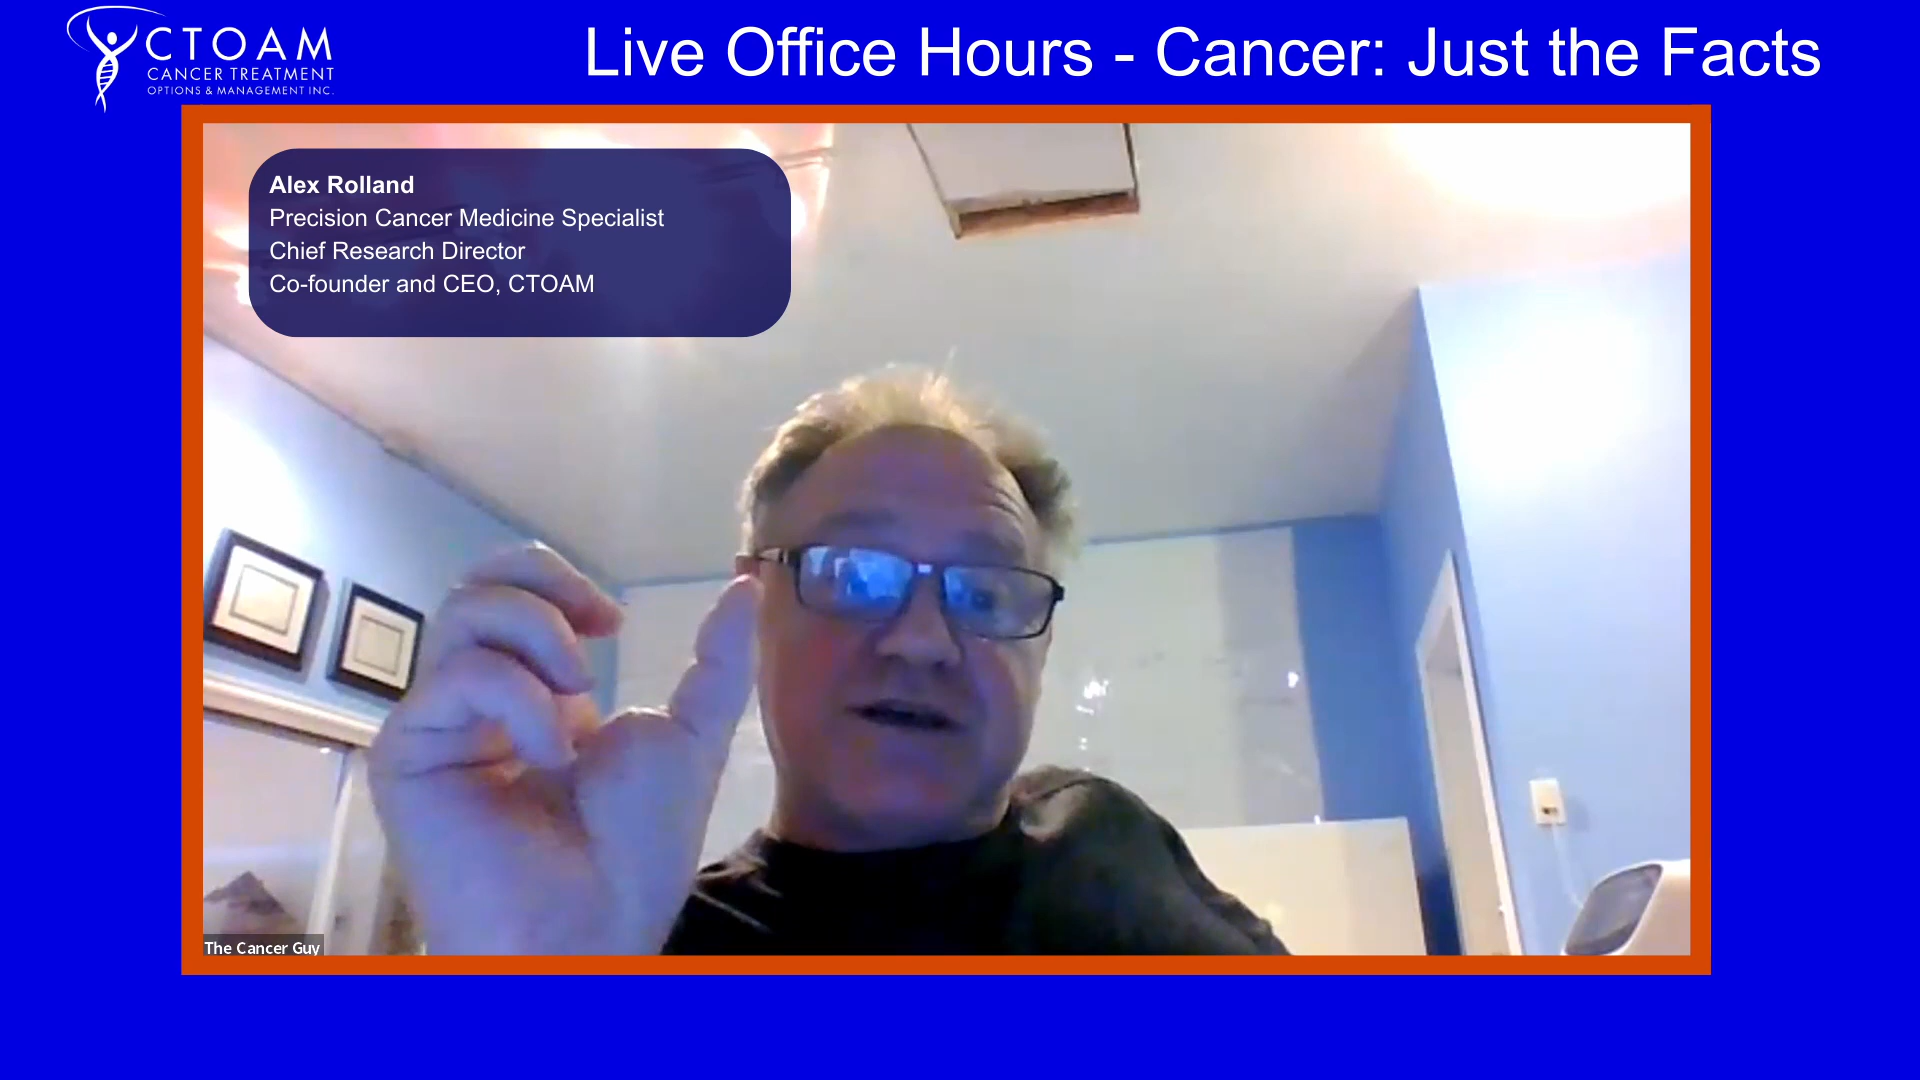 CTOAM
CANCER TREATMENT
OPTIONS & MANAGEMENT INC.
Live Office Hours - Cancer: Just the Facts
Alex Rolland
Precision Cancer Medicine Specialist
Chief Research Director
Co-founder and CEO, CTOAM
The Cancer Guy